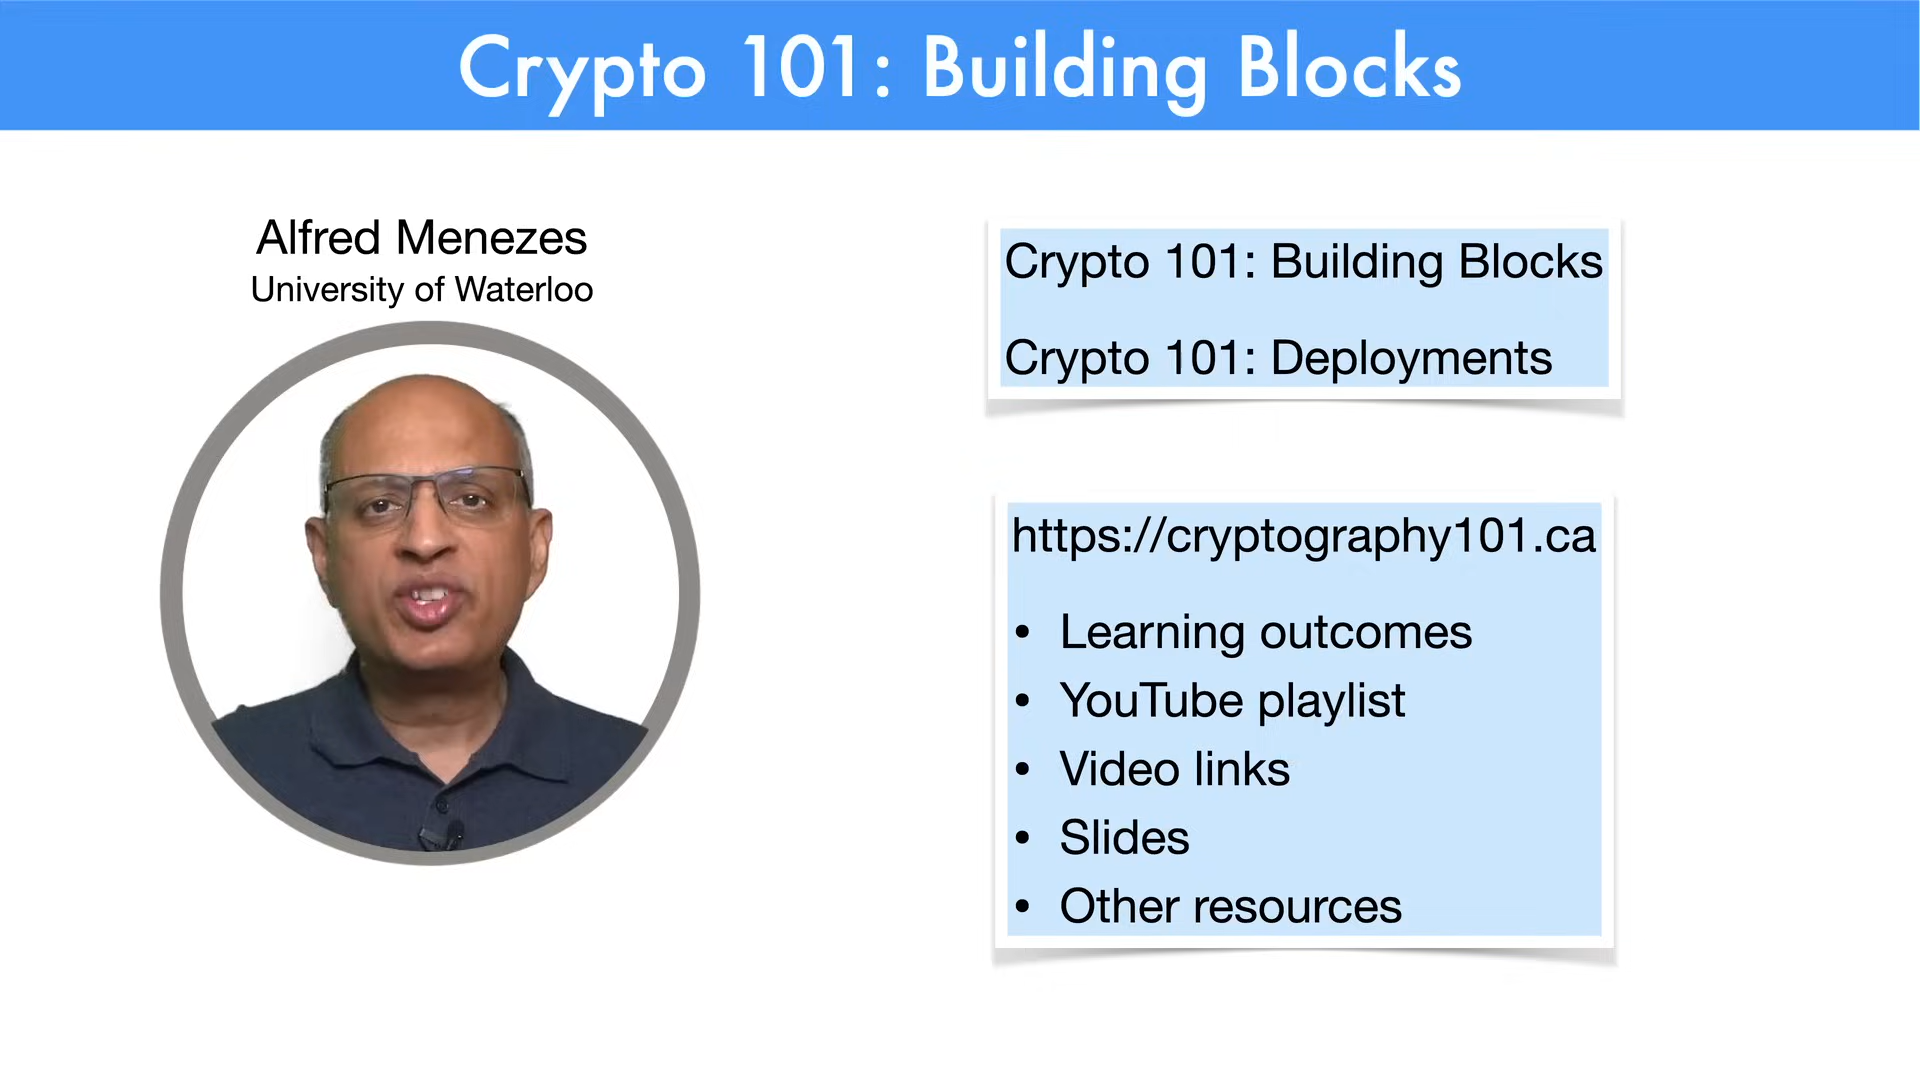 Crypto 101: Building Blocks
Alfred Menezes
University of Waterloo
Crypto 101: Building Blocks
Crypto 101: Deployments
https://cryptography101.ca
• Learning outcomes
• YouTube playlist
• Video links
• Slides
• Other resources